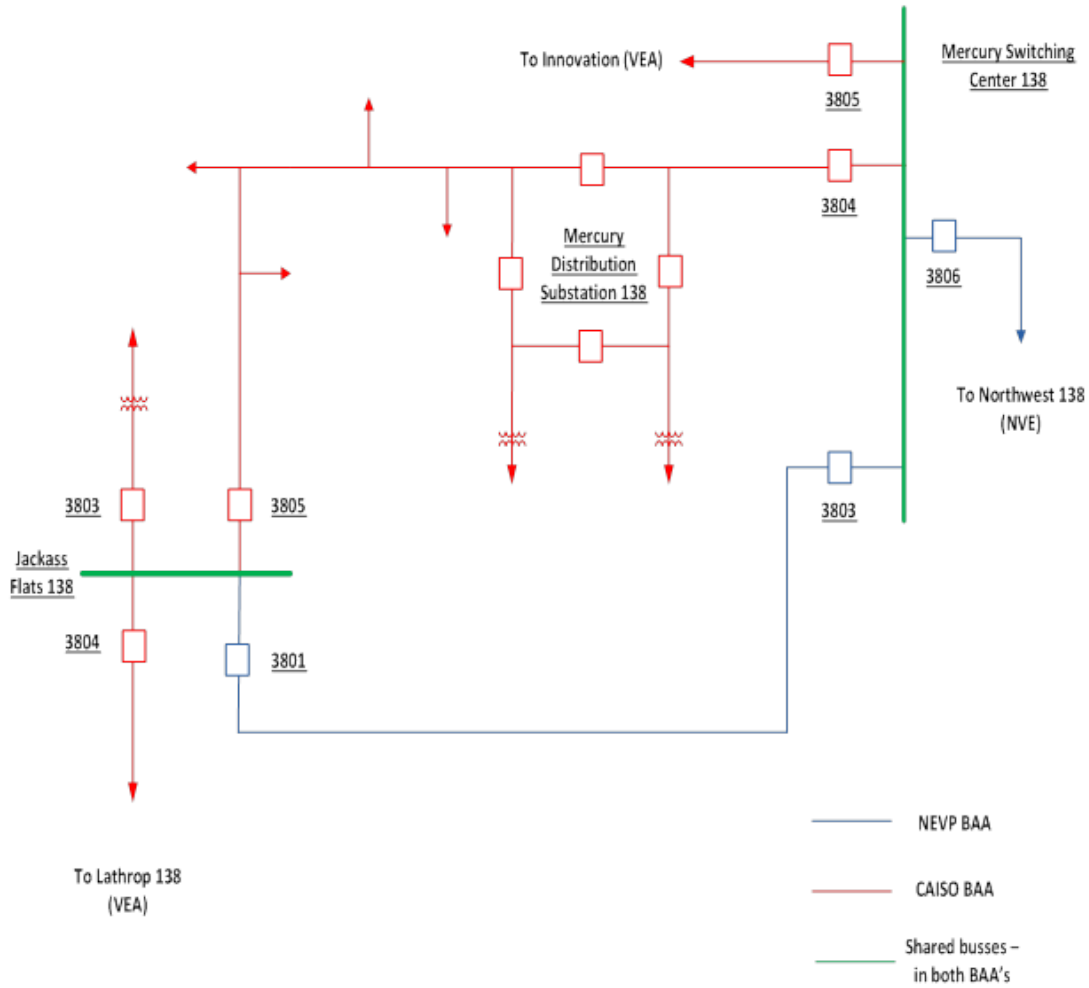 To Innovation (VEA)
3805
Mercury Switching
Center 138
3804
3806
Mercury
Distribution
Substation 138
To Northwest 138
(NVE)
3803
3803
3805
Jackass
Flats 138
3804
3801
To Lathrop 138
(VEA)
NEVP BAA
CAISO BAA
Shared busses –
in both BAA's